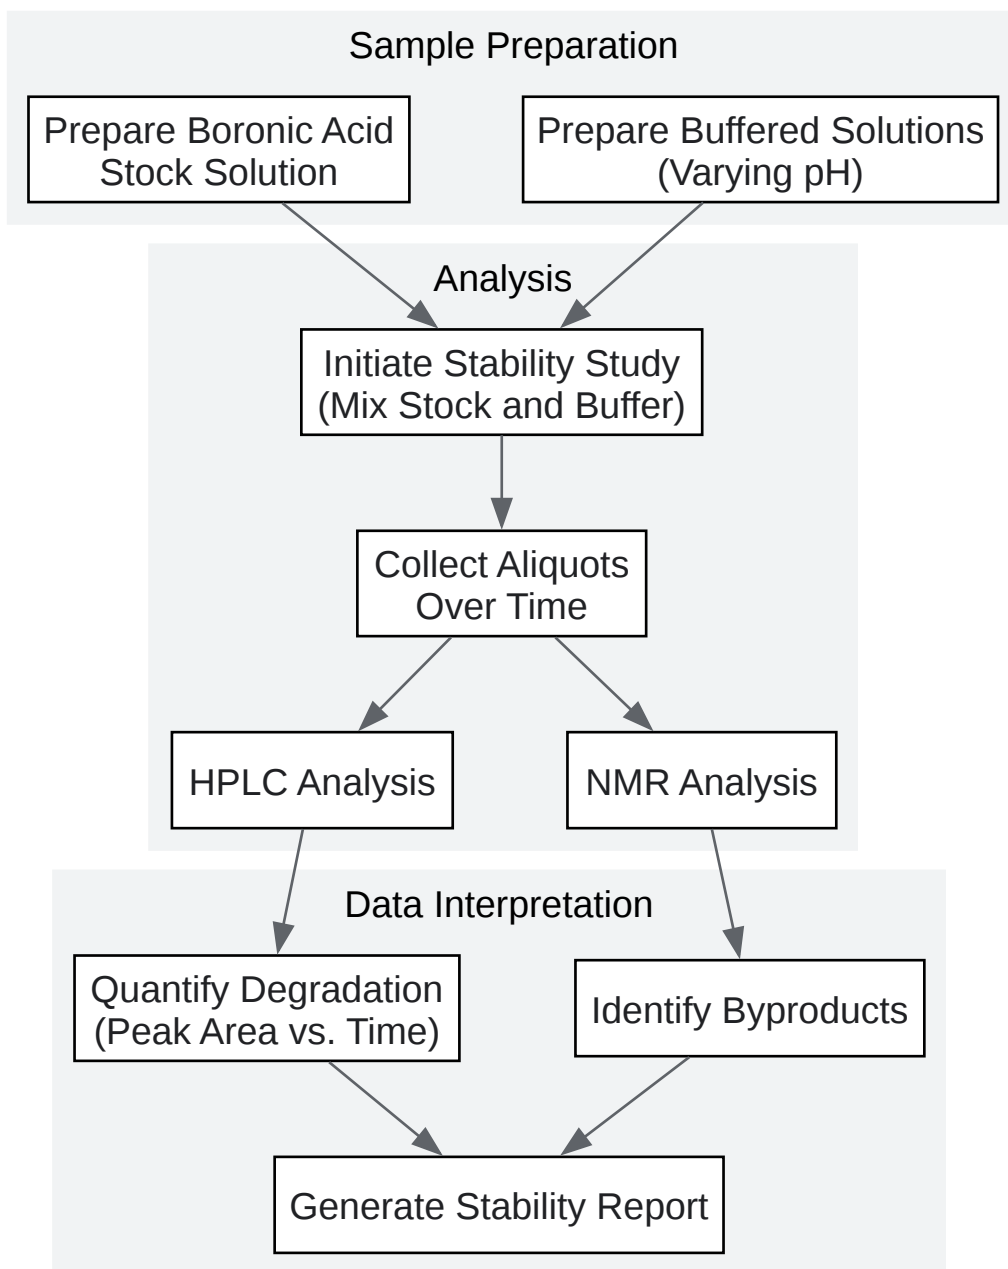 Sample Preparation
Prepare Boronic Acid
Stock Solution
Prepare Buffered Solutions
(Varying pH)
Analysis
Initiate Stability Study
(Mix Stock and Buffer)
Collect Aliquots
Over Time
HPLC Analysis
NMR Analysis
Data Interpretation
Quantify Degradation
(Peak Area vs. Time)
Identify Byproducts
Generate Stability Report